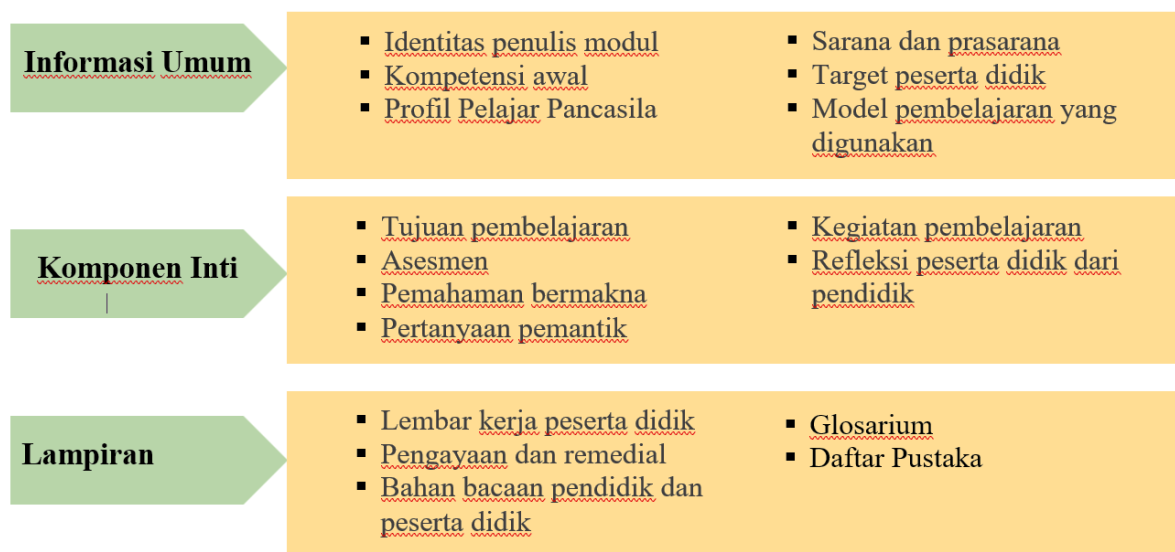 Informasi Umum
▪ Identitas penulis modul
▪ Kompetensi awal
▪ Profil Pelajar Pancasila
▪ Sarana dan prasarana
▪ Target peserta didik
▪ Model pembelajaran yang
digunakan
Komponen Inti
▪ Tujuan pembelajaran
▪ Asesmen
▪ Pemahaman bermakna
▪ Pertanyaan pemantik
▪ Kegiatan pembelajaran
▪ Refleksi peserta didik dari
pendidik
Lampiran
▪ Lembar kerja peserta didik
▪ Pengayaan dan remedial
▪ Bahan bacaan pendidik dan
peserta didik
▪ Glosarium
▪ Daftar Pustaka